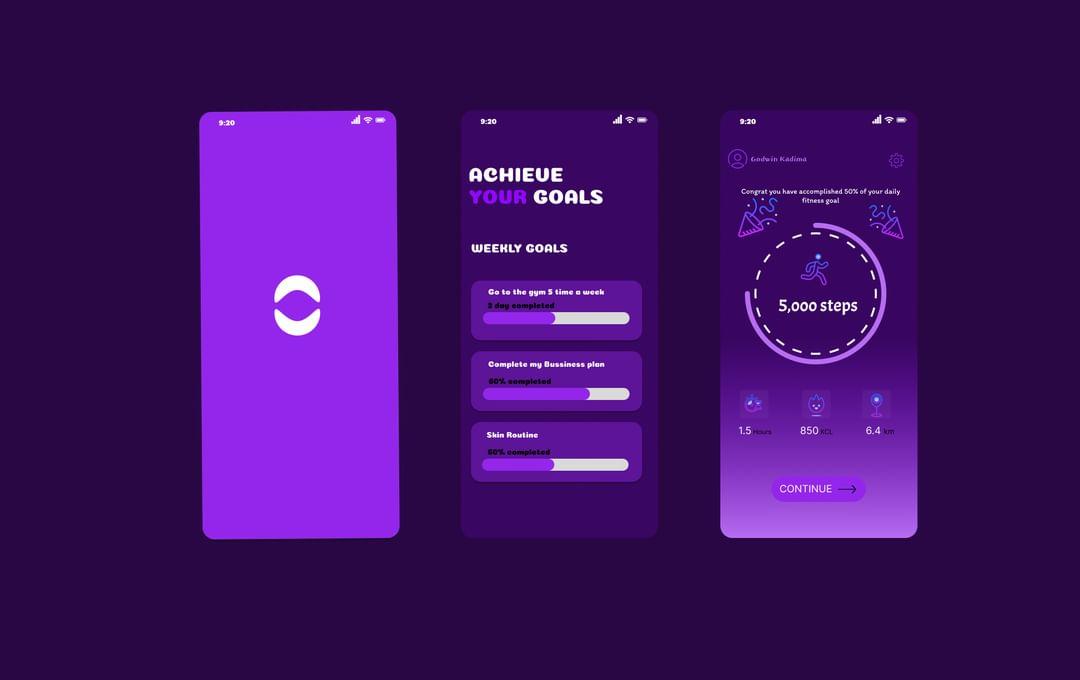 9:20
9:20
ACHIEVE
YOUR GOALS
WEEKLY GOALS
Go to the gym 5 time a week
3 day completed
Complete my Bussiness plan
60% completed
Skin Routine
60% completed
9:20
Godwin Kadima
Congrat you have accomplished 50% of your daily
fitness goal
5,000 steps
1.5 Hours
850 KCL
6.4 km
CONTINUE